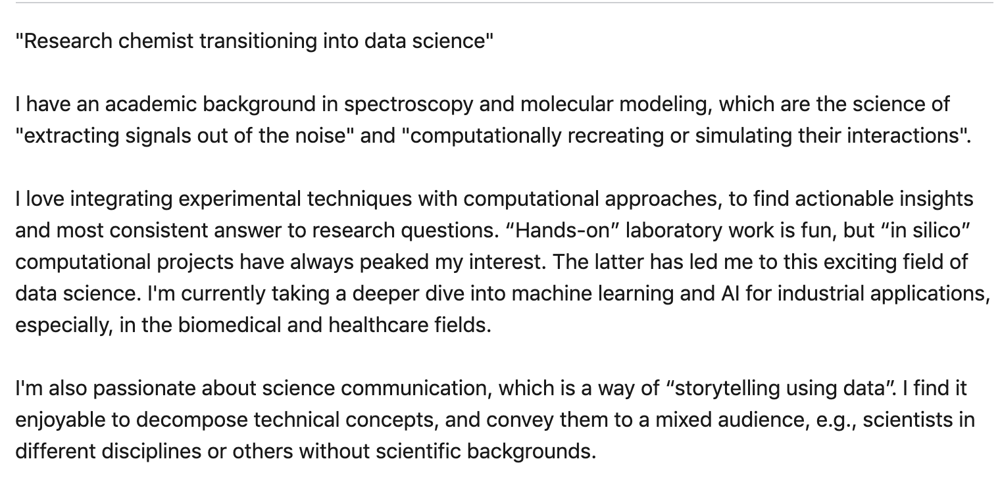 "Research chemist transitioning into data science"
I have an academic background in spectroscopy and molecular modeling, which are the science of
"extracting signals out of the noise" and "computationally recreating or simulating their interactions".
I love integrating experimental techniques with computational approaches, to find actionable insights
and most consistent answer to research questions. “Hands-on” laboratory work is fun, but “in silico”
computational projects have always peaked my interest. The latter has led me to this exciting field of
data science. I'm currently taking a deeper dive into machine learning and AI for industrial applications,
especially, in the biomedical and healthcare fields.
I'm also passionate about science communication, which is a way of “storytelling using data”. I find it
enjoyable to decompose technical concepts, and convey them to a mixed audience, e.g., scientists in
different disciplines or others without scientific backgrounds.